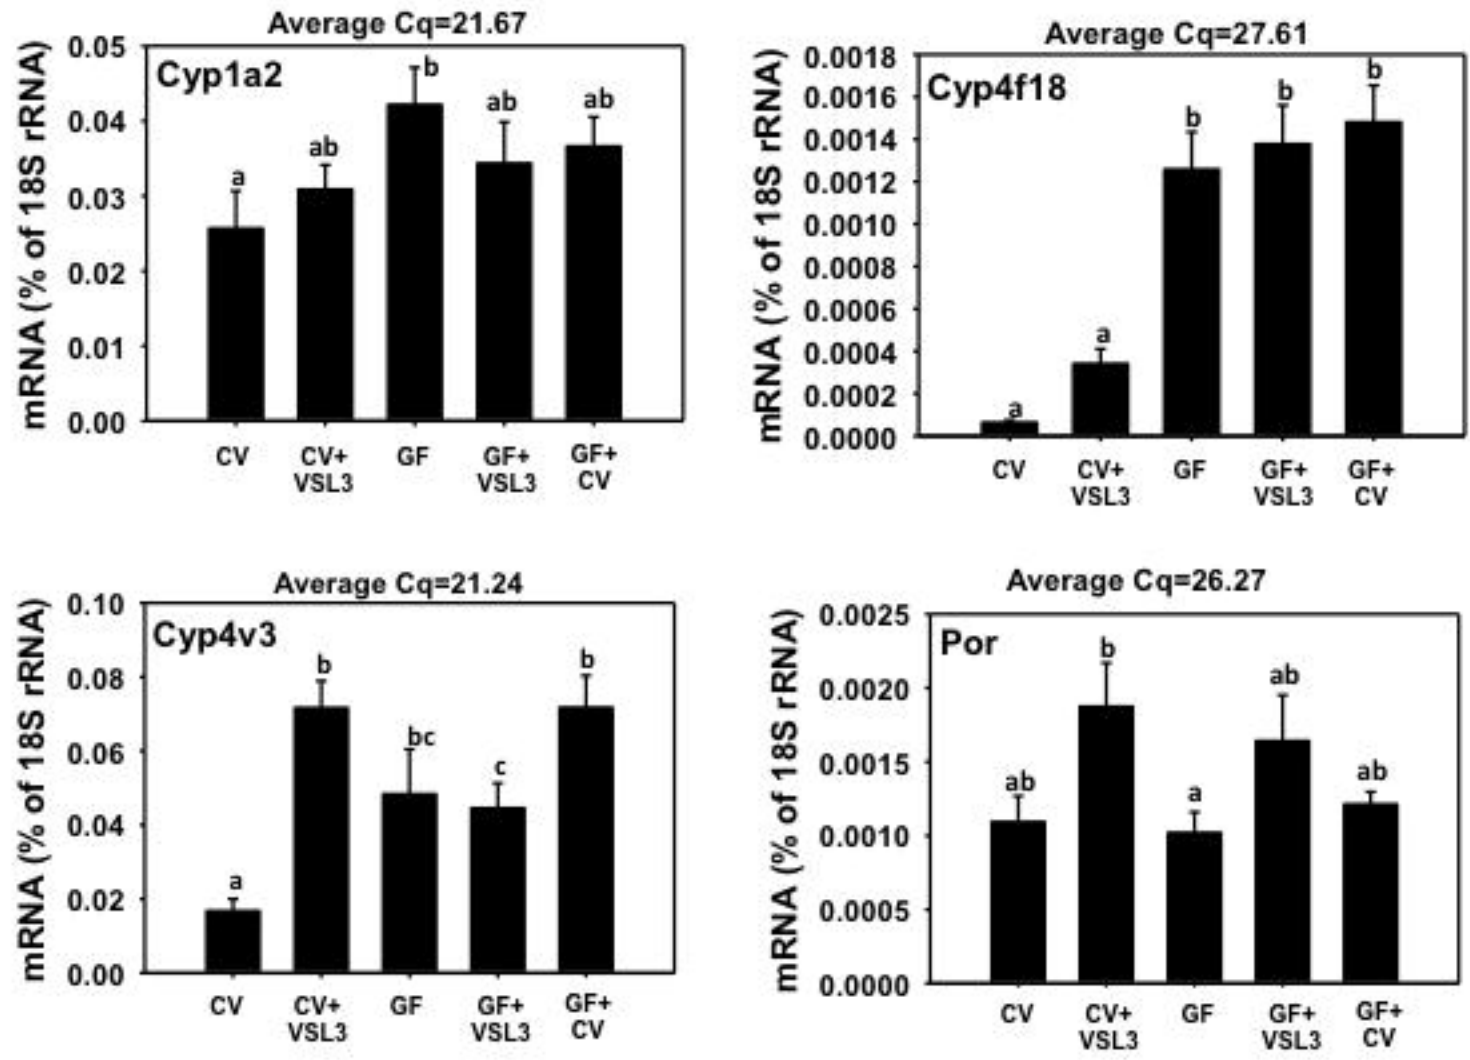 Average Cq=21.67
mRNA (% of 18S rRNA)
0.05
0.04
0.03
0.02
0.01
0.00
Cyp1a2
a
ab
b
ab
ab
CV
CV+
VSL3
GF
GF+
VSL3
GF+
CV
Average Cq=27.61
mRNA (% of 18S rRNA)
0.0018
0.0016
0.0014
0.0012
0.0010
0.0008
0.0006
0.0004
0.0002
0.0000
Cyp4f18
a
a
b
b
b
CV
CV+
VSL3
GF
GF+
VSL3
GF+
CV
Average Cq=21.24
mRNA (% of 18S rRNA)
0.10
0.08
0.06
0.04
0.02
0.00
Cyp4v3
a
b
bc
c
b
CV
CV+
VSL3
GF
GF+
VSL3
GF+
CV
Average Cq=26.27
mRNA (% of 18S rRNA)
0.0025
0.0020
0.0015
0.0010
0.0005
0.0000
Por
ab
b
a
ab
ab
CV
CV+
VSL3
GF
GF+
VSL3
GF+
CV